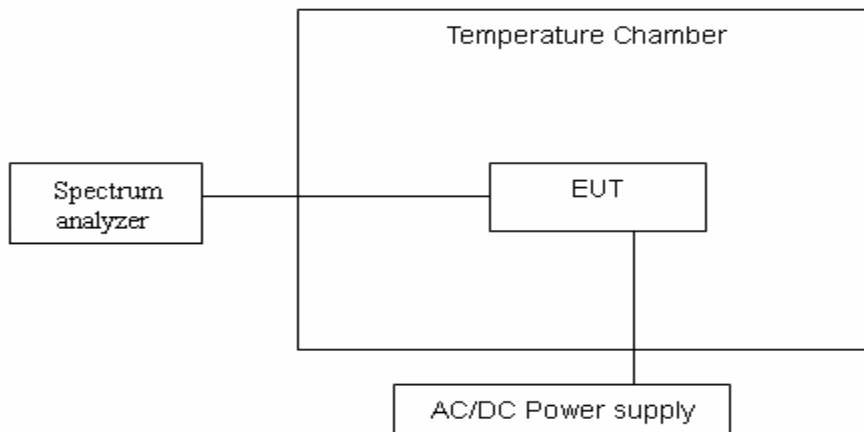 Temperature Chamber
Spectrum
analyzer
EUT
AC/DC Power supply